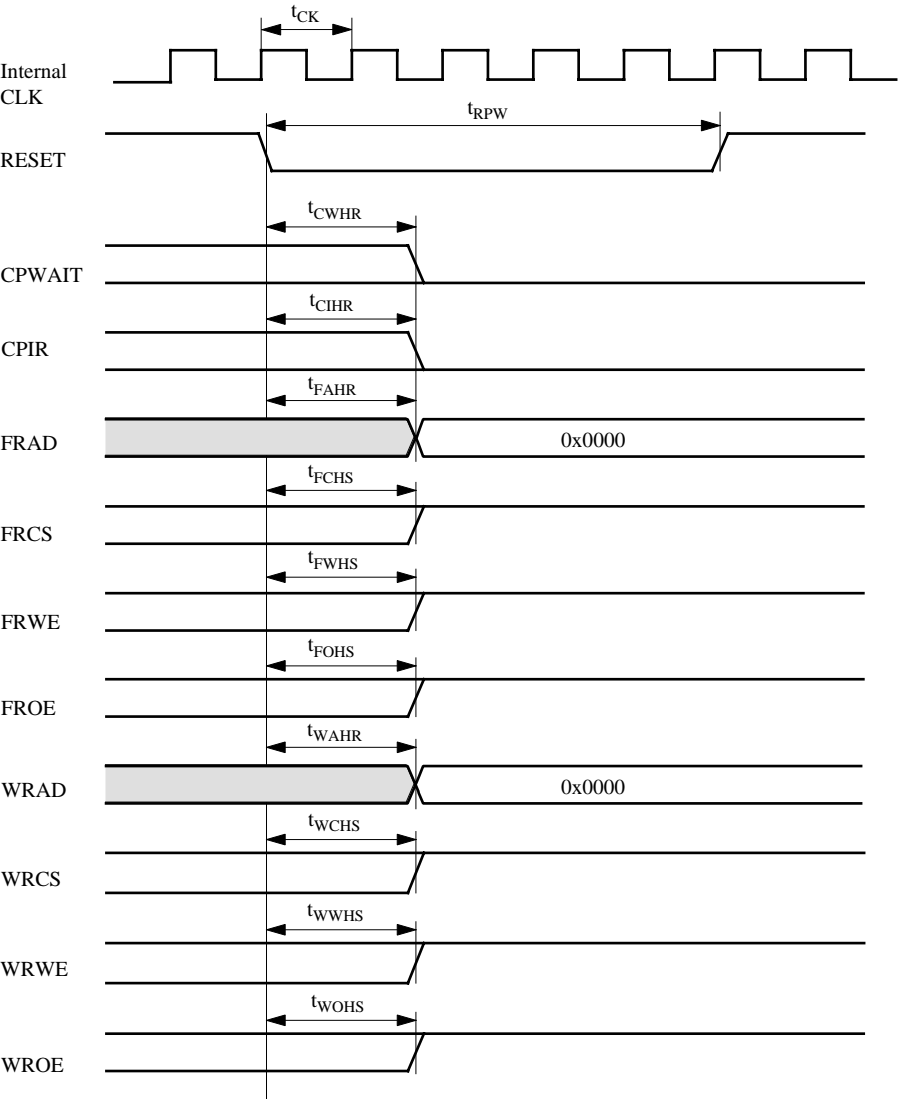 tCK
Internal
CLK
tRPW
RESET
tCWHR
CPWAIT
tCIHR
CPIR
tFAHR
FRAD 0x0000
tFCHS
FRCS
tFWHS
FRWE
tFOHS
FROE
tWAHR
WRAD 0x0000
tWCHS
WRCS
tWWHS
WRWE
tWOHS
WROE